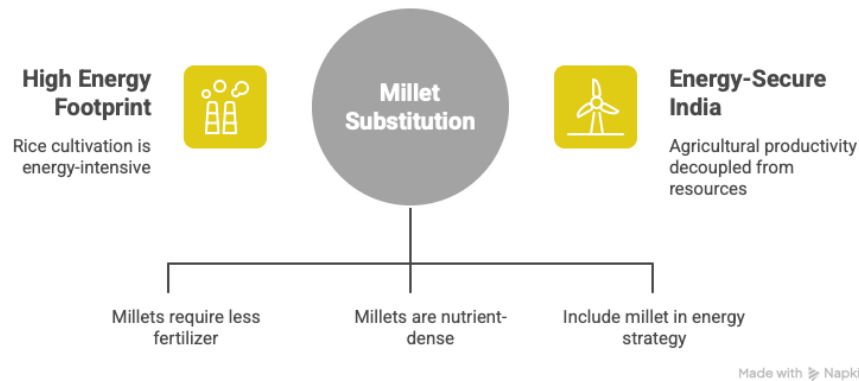 High Energy
Footprint
Rice cultivation is
energy-intensive
Millet
Substitution
Energy-Secure
India
Agricultural productivity
decoupled from
resources
Millets require less
fertilizer
Millets are nutrient-
dense
Include millet in energy
strategy
Made with Napki